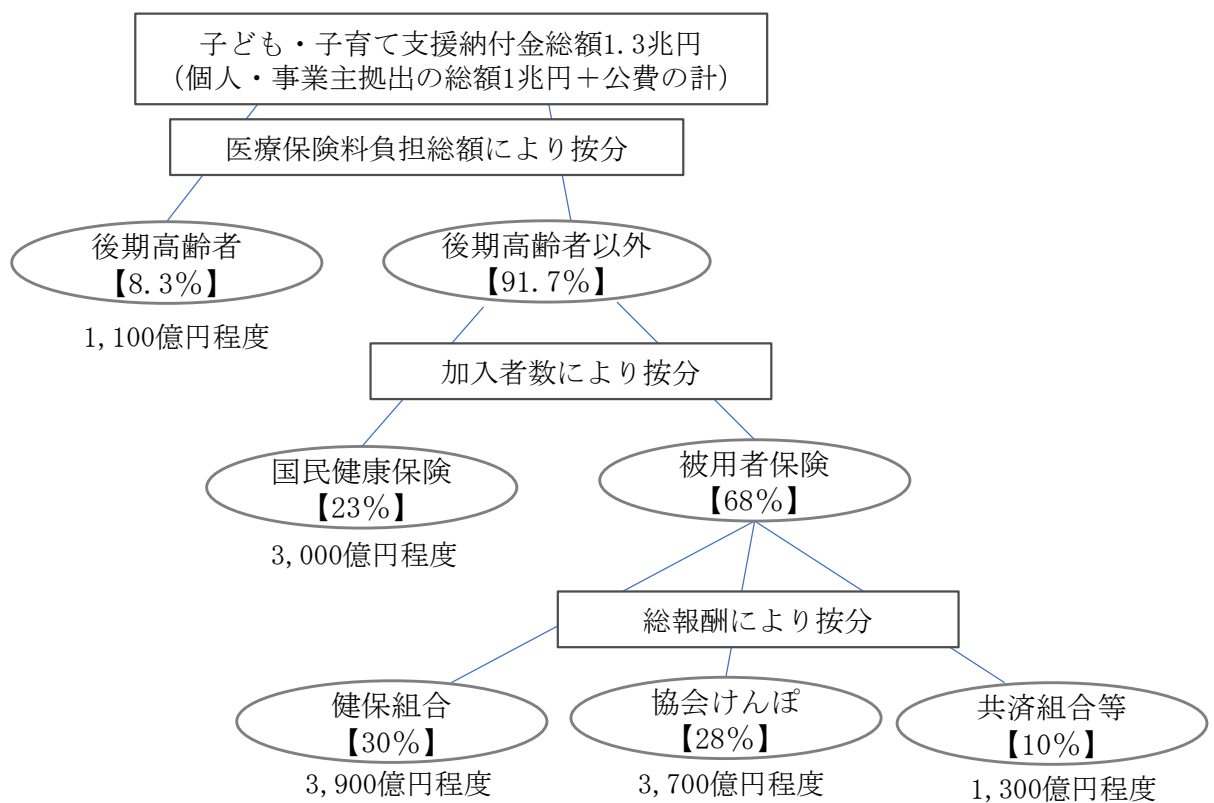 子ども・子育て支援納付金総額1.3兆円
（個人・事業主拠出の総額1兆円＋公費の計）
医療保険料負担総額により按分
後期高齢者
【8.3％】
1,100億円程度
後期高齢者以外
【91.7％】
加入者数により按分
国民健康保険
【23％】
3,000億円程度
被用者保険
【68％】
総報酬により按分
健保組合
【30％】
3,900億円程度
協会けんぽ
【28％】
3,700億円程度
共済組合等
【10％】
1,300億円程度